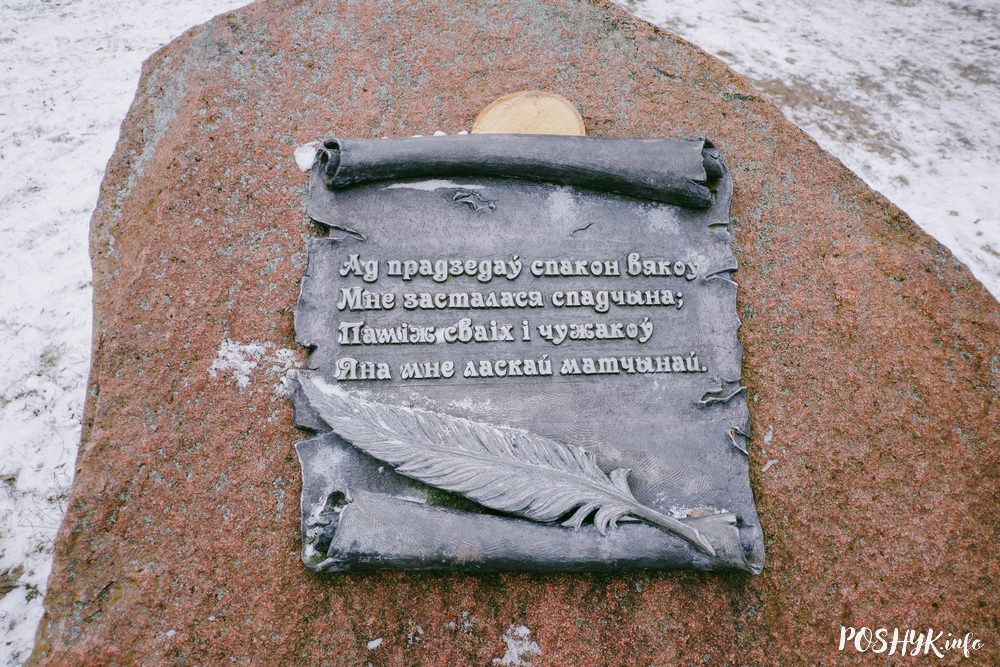 Ад прадзедаў спакон вякоў
Мне засталася спадчына;
Паміж сваіх і чужакоў
Яна мне ласкай матчынай.
POSHYK.info